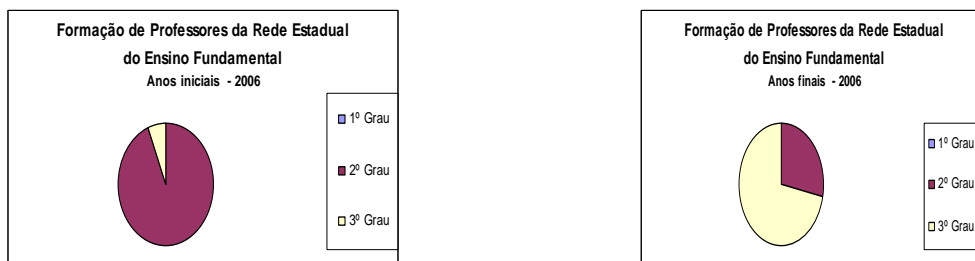 Formação de Professores da Rede Estadual
do Ensino Fundamental
Anos iniciais - 2006
1º Grau
2º Grau
3º Grau
Formação de Professores da Rede Estadual
do Ensino Fundamental
Anos finais - 2006
1º Grau
2º Grau
3º Grau